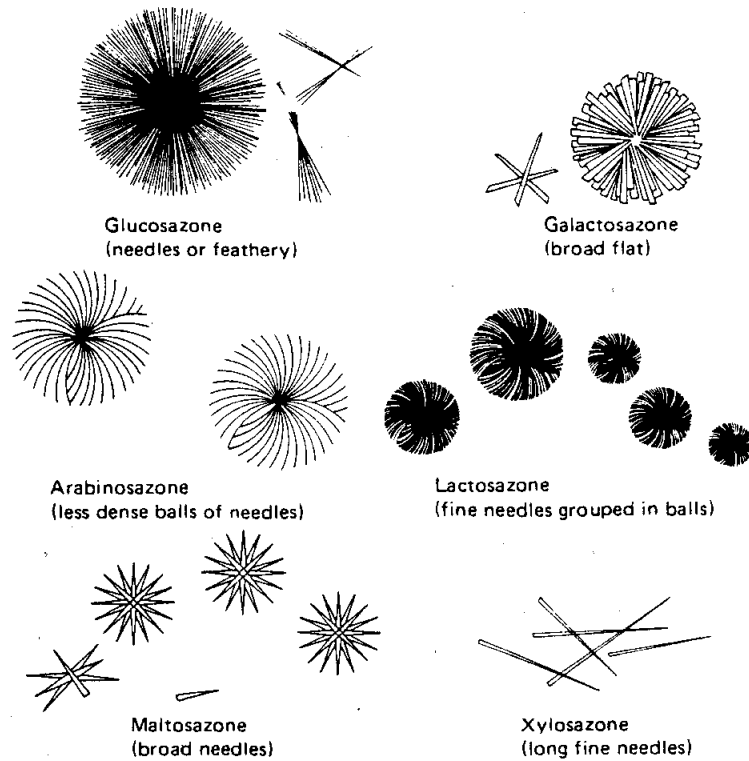 Glucosazone
(needles or feathery)
Galactosazone
(broad flat)
Arabinosazone
(less dense balls of needles)
Lactosazone
(fine needles grouped in balls)
Maltosazone
(broad needles)
Xylosazone
(long fine needles)